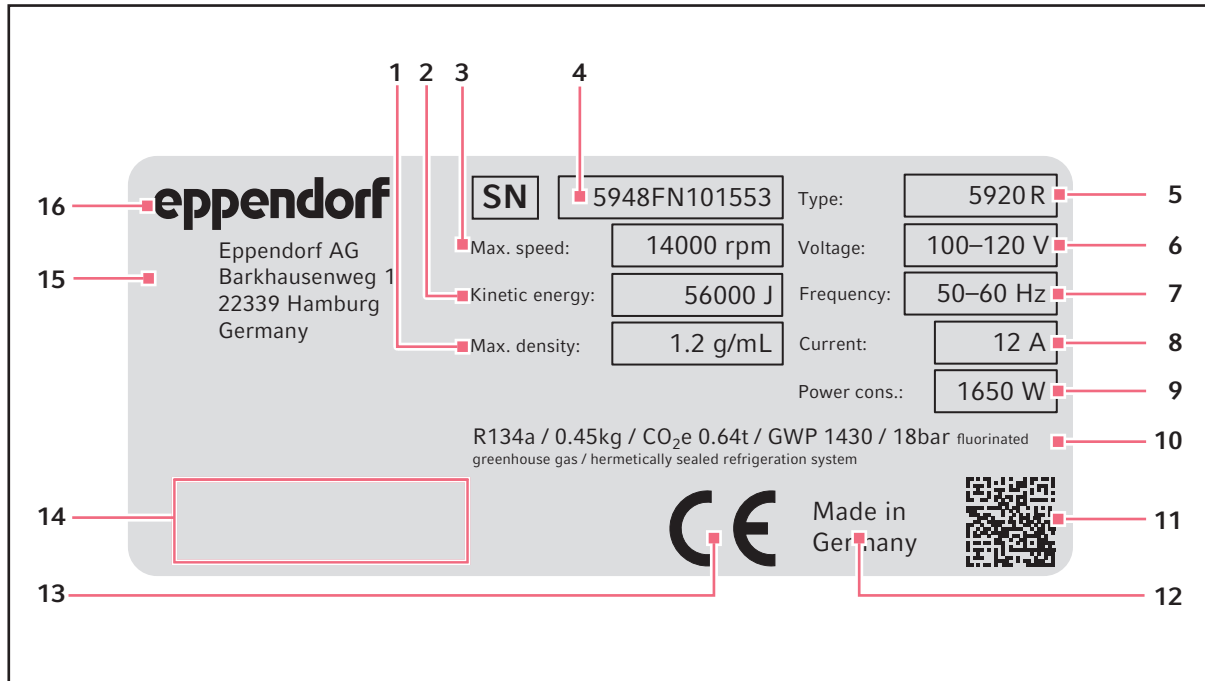 1 2 3 4
eppendorf SN 5948FN101553 Type: 5920 R 5
16
Eppendorf AG Max. speed: 14000 rpm Voltage: 100–120 V 6
15 Barkhausenweg 1
22339 Hamburg Kinetic energy: 56000 J Frequency: 50–60 Hz 7
Germany
Max. density: 1.2 g/mL Current: 12 A 8
Power cons.: 1650 W 9
R134a / 0.45kg / CO₂e 0.64t / GWP 1430 / 18bar fluorinated 10
greenhouse gas / hermetically sealed refrigeration system
14 CE Made in 11
Germany
13 12